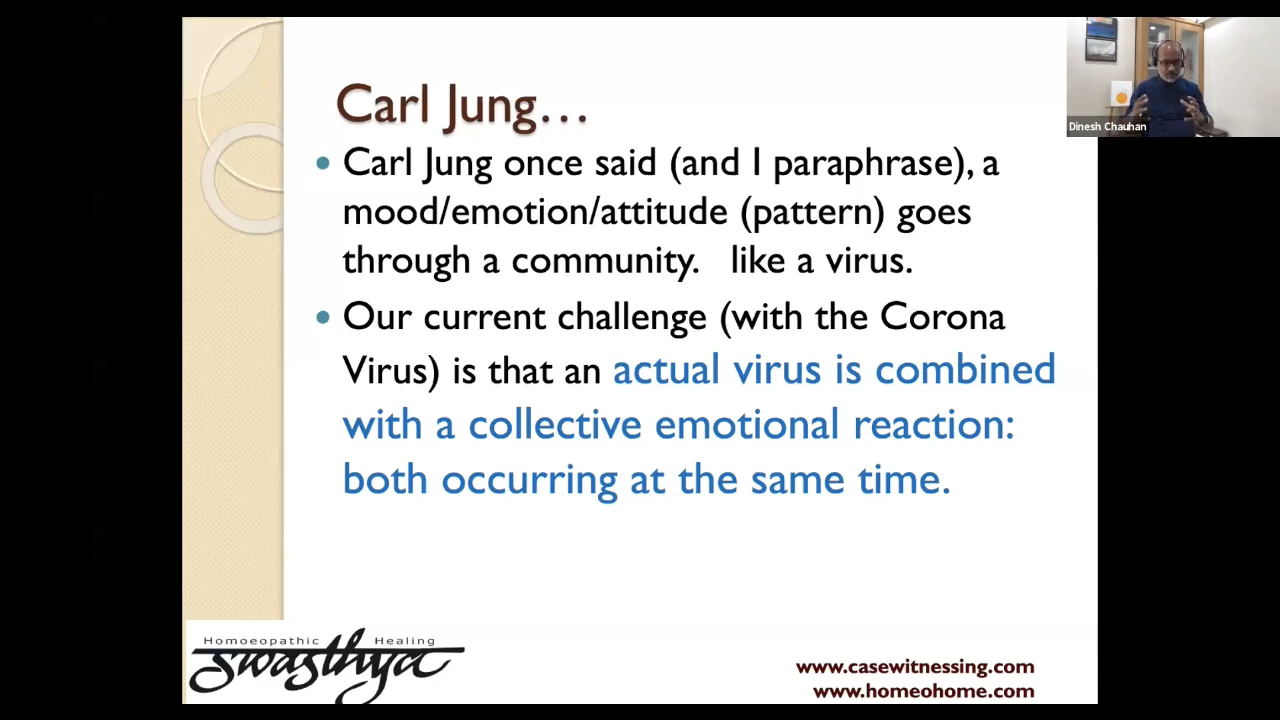 Carl Jung...
• Carl Jung once said (and I paraphrase), a
mood/emotion/attitude (pattern) goes
through a community.   like a virus.
• Our current challenge (with the Corona
Virus) is that an actual virus is combined
with a collective emotional reaction:
both occurring at the same time.
Dinesh Chauhan
Homoeopathic Healing
swasthya
www.casewitnessing.com
www.homeohome.com